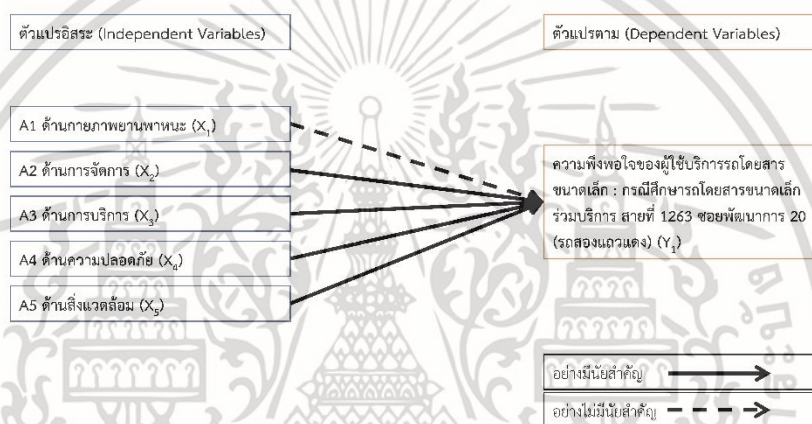 ตัวแปรอิสระ (Independent Variables)
ตัวแปรตาม (Dependent Variables)
A1 ด้านกายภาพยานพาหนะ (X₁)
A2 ด้านการจัดการ (X₂)
A3 ด้านการบริการ (X₃)
A4 ด้านความปลอดภัย (X₄)
A5 ด้านสิ่งแวดล้อม (X₅)
ความพึงพอใจของผู้ใช้บริการรถโดยสาร
ขนาดเล็ก : กรณีศึกษารถโดยสารขนาดเล็ก
ร่วมบริการ สายที่ 1263 ซอยพัฒนาการ 20
(รถสองแถวแดง) (Y₁)
อย่างมีนัยสำคัญ
อย่างไม่มีนัยสำคัญ